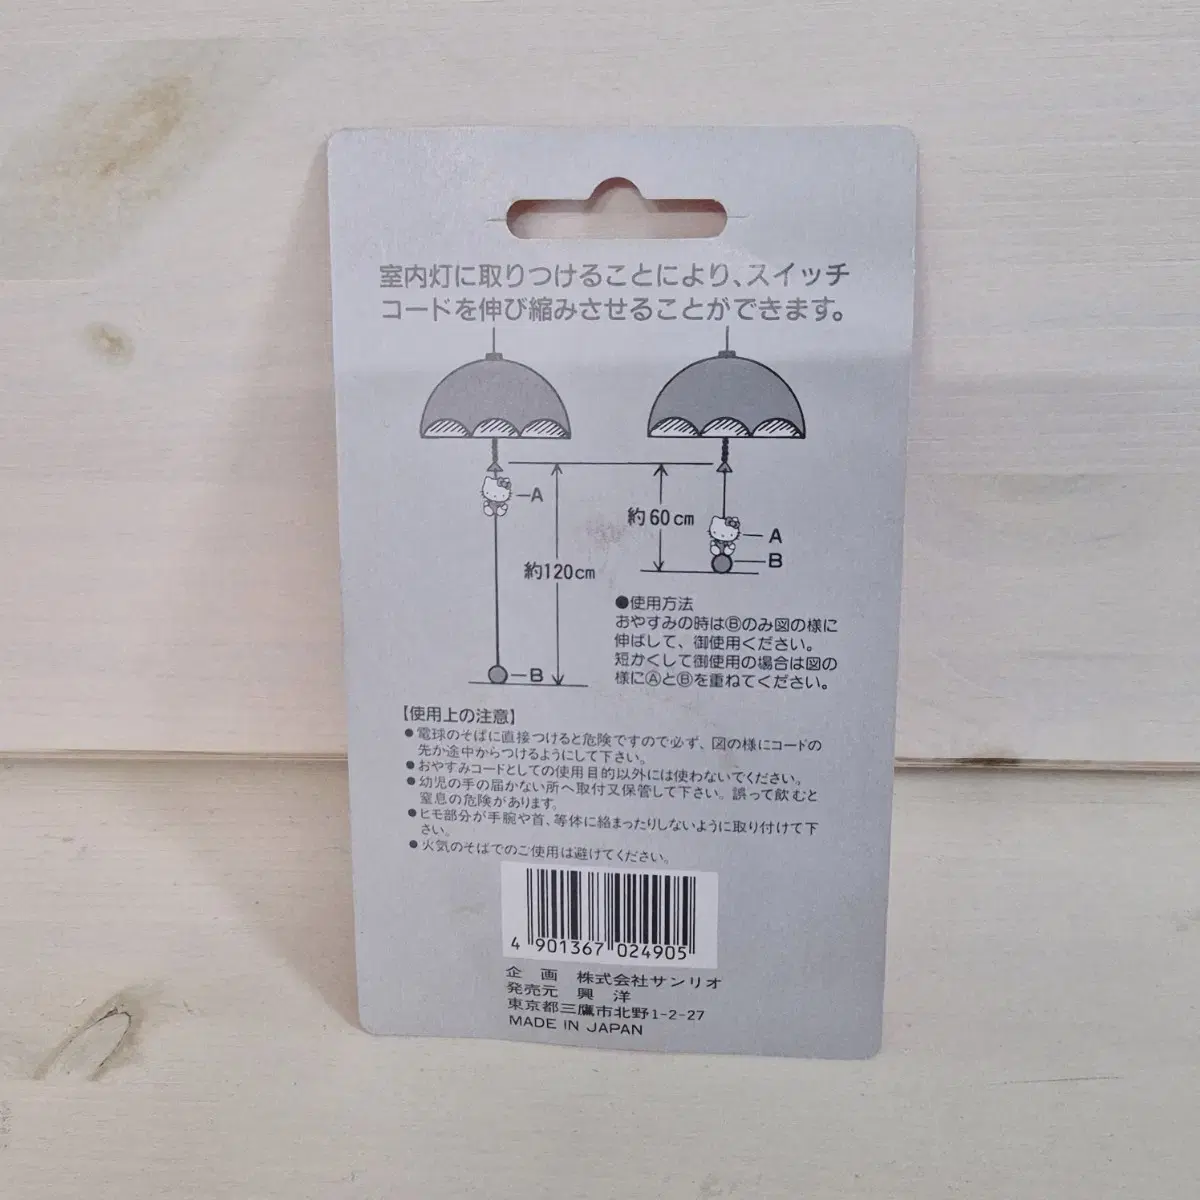 室内灯に取りつけることにより、スイッチ
コードを伸び縮みさせることができます。
A
約60cm
A
B
約120cm
B
●使用方法
おやすみの時はⒷのみ図の様に
伸ばして、御使用ください。
短かくして御使用の場合は図の
様にⒶとⒷを重ねてください。
【使用上の注意】
●電球のそばに直接つけると危険ですので必ず、図の様にコードの
先か途中からつけるようにして下さい。
●おやすみコードとしての使用目的以外には使わないでください。
●幼児の手の届かない所へ取付又保管して下さい。誤って飲むと
窒息の危険があります。
●ヒモ部分が手腕や首、等体に絡まったりしないように取り付けて下
さい。
●火気のそばでのご使用は避けてください。
4 901367 024905
企画 株式会社サンリオ
発売元 興洋
東京都三鷹市北野1-2-27
MADE IN JAPAN